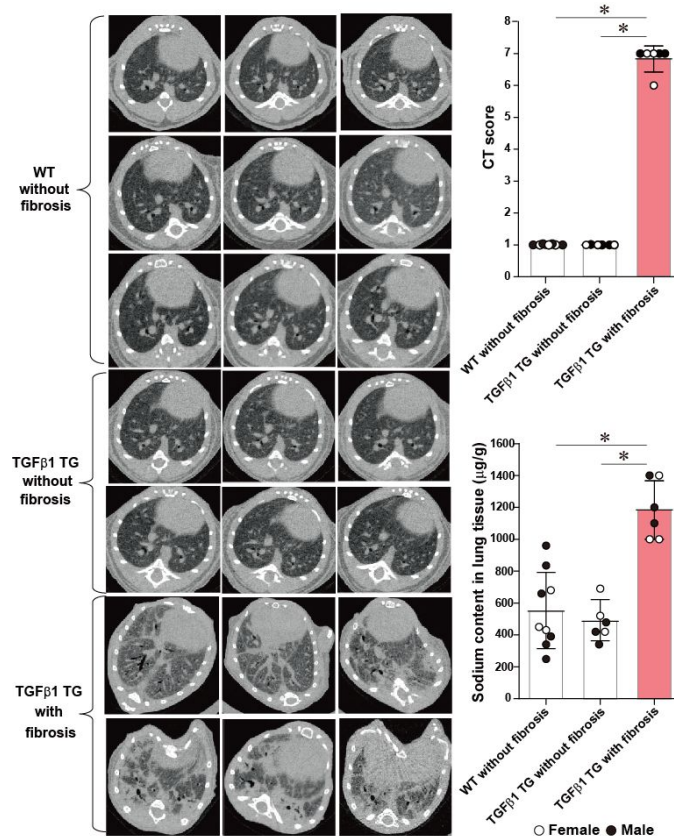 WT
without
fibrosis
TGFβ1 TG
without
fibrosis
TGFβ1 TG
with
fibrosis
*
*
CT score
8
7
6
5
4
3
2
1
0
WT without fibrosis
TGFβ1 TG without fibrosis
TGFβ1 TG with fibrosis
*
*
Sodium content in lung tissue (µg/g)
1600
1400
1200
1000
800
600
400
200
0
WT without fibrosis
TGFβ1 TG without fibrosis
TGFβ1 TG with fibrosis
Female Male